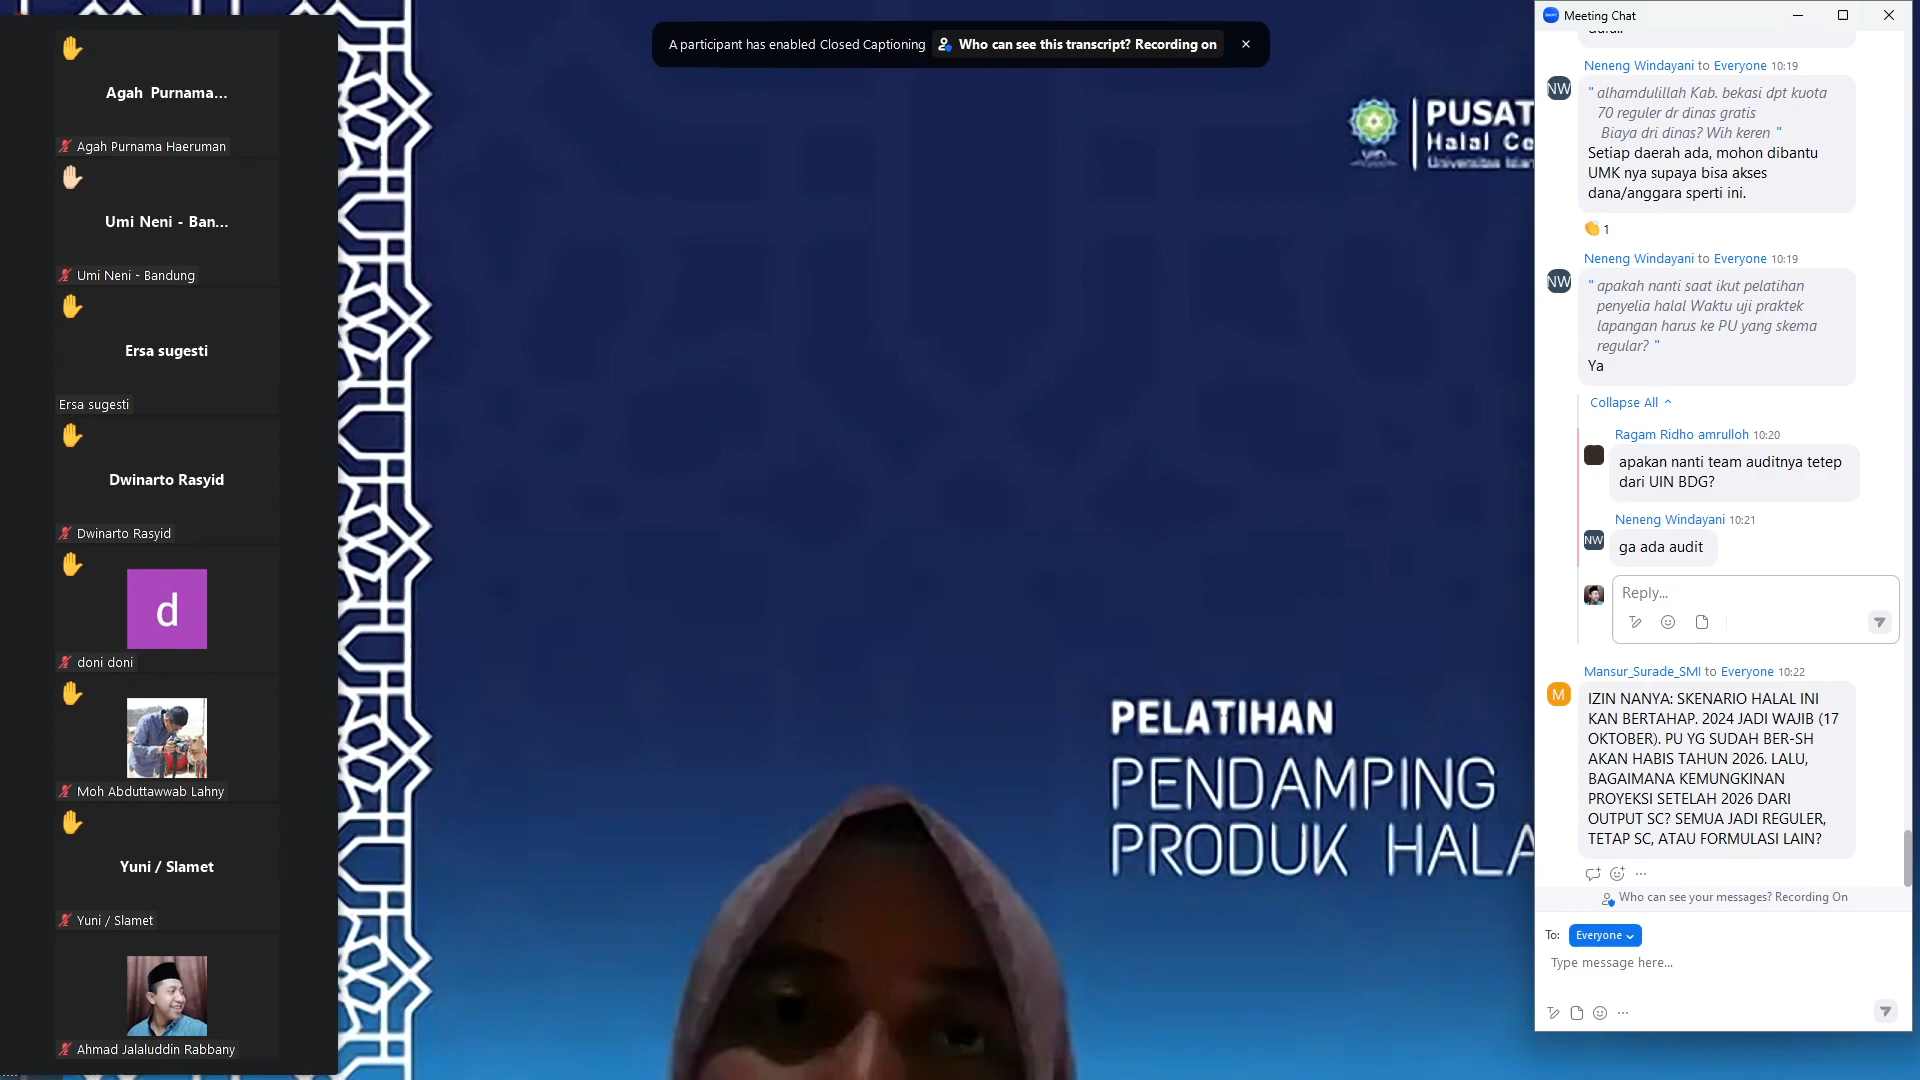 Agah Purnama...
Agah Purnama Haeruman
Umi Neni - Ban...
Umi Neni - Bandung
Ersa sugesti
Ersa sugesti
Dwinarto Rasyid
Dwinarto Rasyid
d
doni doni
Moh Abduttawwab Lahny
Yuni / Slamet
Yuni / Slamet
Ahmad Jalaluddin Rabbany
A participant has enabled Closed Captioning Who can see this transcript? Recording on
PUSAT
Halal Ce
Universitas Islam
PELATIHAN
PENDAMPING
PRODUK HALA
Meeting Chat
Neneng Windayani to Everyone 10:19
NW
" alhamdulillah Kab. bekasi dpt kuota
70 reguler dr dinas gratis
Biaya dri dinas? Wih keren "
Setiap daerah ada, mohon dibantu
UMK nya supaya bisa akses
dana/anggara sperti ini.
1
Neneng Windayani to Everyone 10:19
NW
" apakah nanti saat ikut pelatihan
penyelia halal Waktu uji praktek
lapangan harus ke PU yang skema
regular? "
Ya
Collapse All
Ragam Ridho amrulloh 10:20
apakan nanti team auditnya tetep
dari UIN BDG?
Neneng Windayani 10:21
NW
ga ada audit
Reply...
Mansur_Surade_SMI to Everyone 10:22
M
IZIN NANYA: SKENARIO HALAL INI
KAN BERTAHAP. 2024 JADI WAJIB (17
OKTOBER). PU YG SUDAH BER-SH
AKAN HABIS TAHUN 2026. LALU,
BAGAIMANA KEMUNGKINAN
PROYEKSI SETELAH 2026 DARI
OUTPUT SC? SEMUA JADI REGULER,
TETAP SC, ATAU FORMULASI LAIN?
Who can see your messages? Recording On
To: Everyone
Type message here...